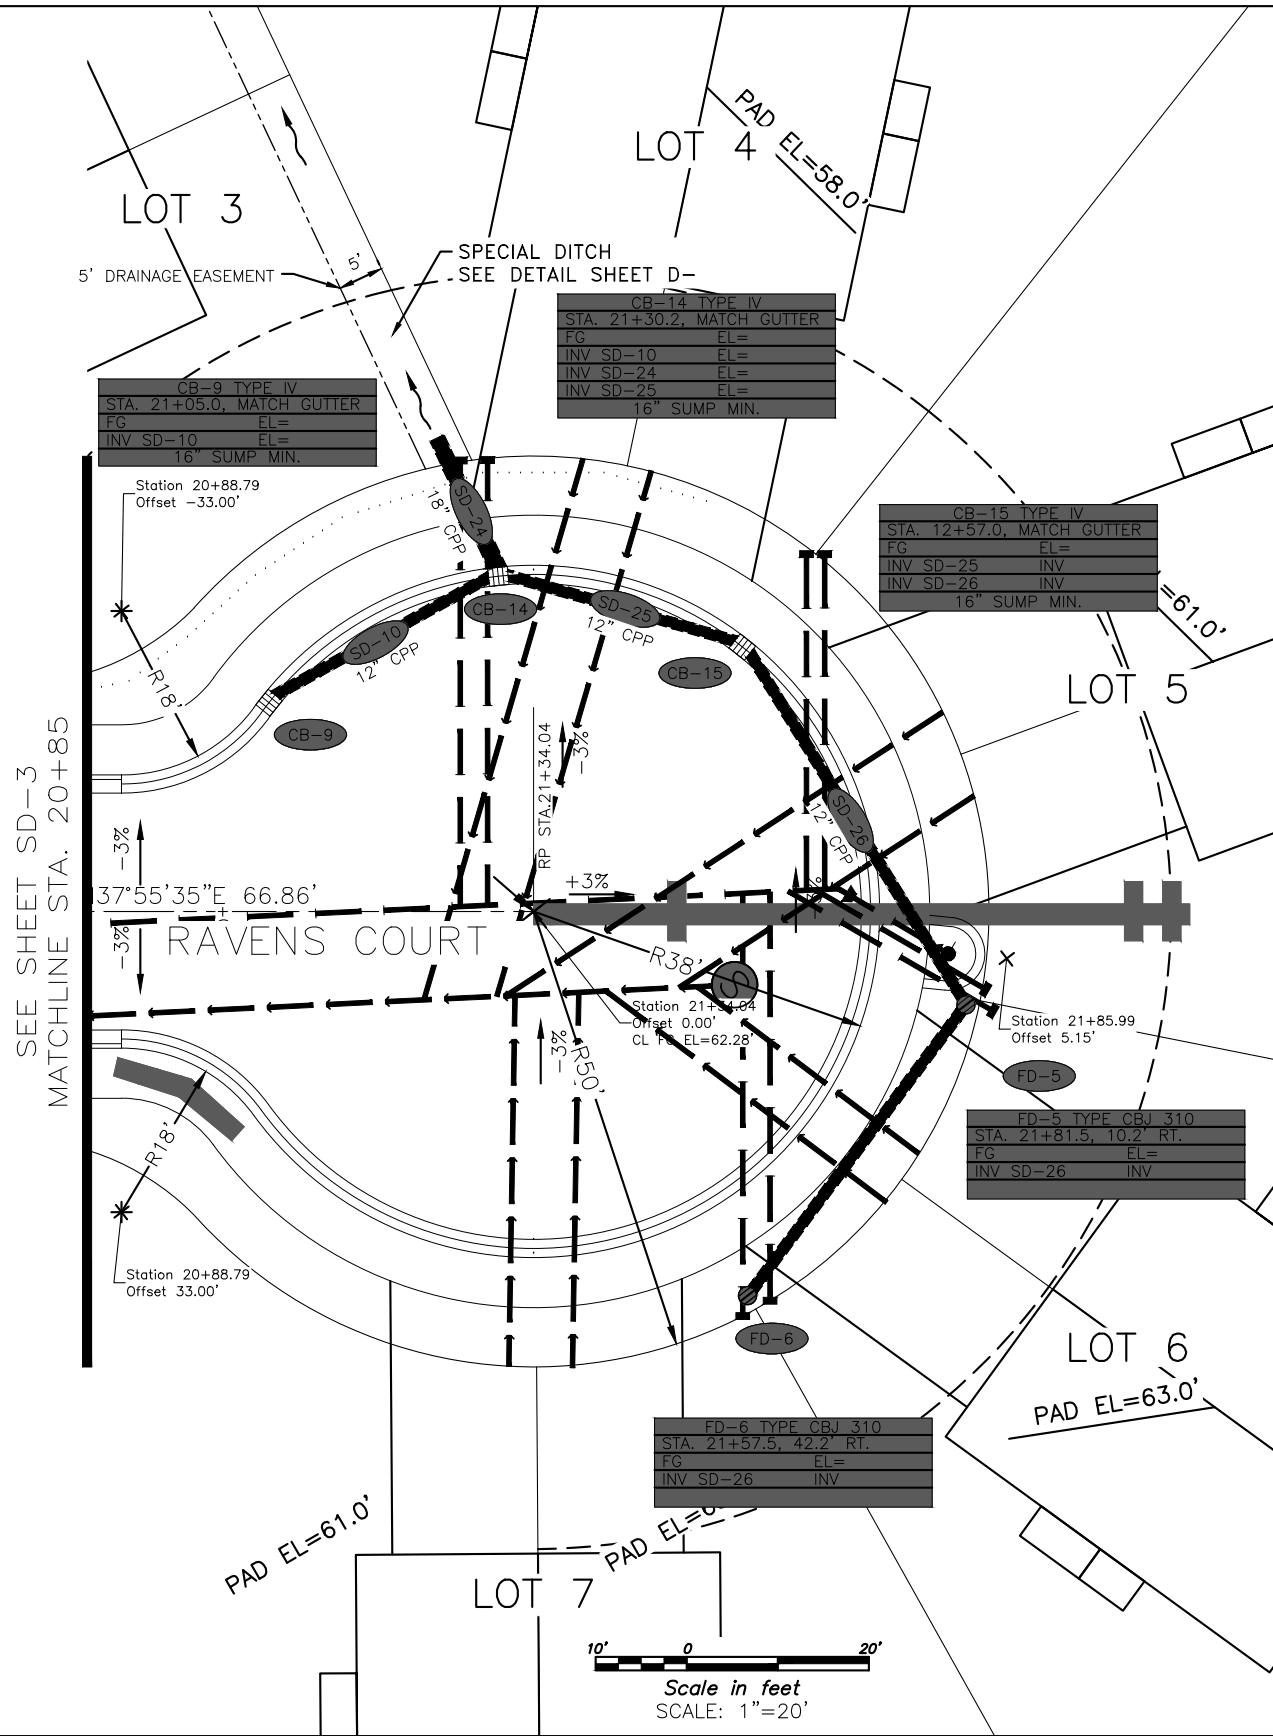 LOT 4
PAD EL=58.0'
LOT 3
5' DRAINAGE EASEMENT
5'
SPECIAL DITCH
SEE DETAIL SHEET D-
CB-14 TYPE IV
STA. 21+30.2, MATCH GUTTER
FG EL=
INV SD-10 EL=
INV SD-24 EL=
INV SD-25 EL=
16" SUMP MIN.
CB-9 TYPE IV
STA. 21+05.0, MATCH GUTTER
FG EL=
INV SD-10 EL=
16" SUMP MIN.
Station 20+88.79
Offset -33.00'
SD-24
18" CPP
CB-15 TYPE IV
STA. 12+57.0, MATCH GUTTER
FG EL=
INV SD-25 INV
INV SD-26 INV
16" SUMP MIN.
=61.0'
CB-14
SD-25
12" CPP
SD-10
12" CPP
CB-15
R18'
CB-9
LOT 5
SEE SHEET SD-3
MATCHLINE STA. 20+85
RP STA.21+34.04
-3%
SD-26
12" CPP
-3%
+3%
137°55'35"E 66.86'
-3%
RAVENS COURT
R38'
S
Station 21+34.04
Offset 0.00'
CL FG EL=62.28'
Station 21+85.99
Offset 5.15'
-3%
R50'
FD-5
FD-5 TYPE CBJ 310
STA. 21+81.5, 10.2' RT.
FG EL=
INV SD-26 INV
R18'
Station 20+88.79
Offset 33.00'
FD-6
LOT 6
PAD EL=63.0'
FD-6 TYPE CBJ 310
STA. 21+57.5, 42.2' RT.
FG EL=
INV SD-26 INV
PAD EL=61.0'
PAD EL=6
LOT 7
10' 0 20'
Scale in feet
SCALE: 1"=20'